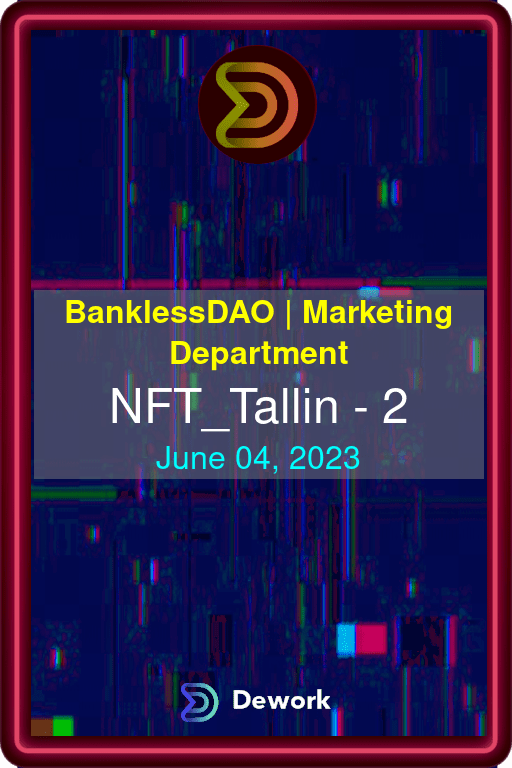 BanklessDAO | Marketing
Department
NFT_Tallin - 2
June 04, 2023
Dework